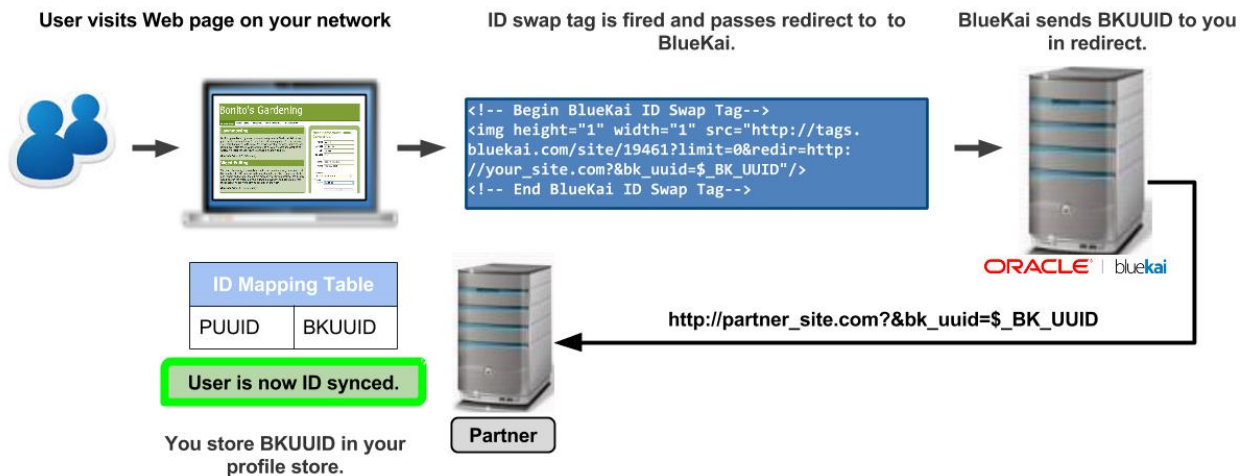 User visits Web page on your network
ID swap tag is fired and passes redirect to to
BlueKai.
BlueKai sends BKUUID to you
in redirect.
Bonito's Gardening
<!-- Begin BlueKai ID Swap Tag-->
<img height="1" width="1" src="http://tags.
bluekai.com/site/19461?limit=0&redir=http:
//your_site.com?&bk_uuid=$_BK_UUID"/>
<!-- End BlueKai ID Swap Tag-->
ORACLE | bluekai
ID Mapping Table
PUUID BKUUID
http://partner_site.com?&bk_uuid=$_BK_UUID
User is now ID synced.
Partner
You store BKUUID in your
profile store.